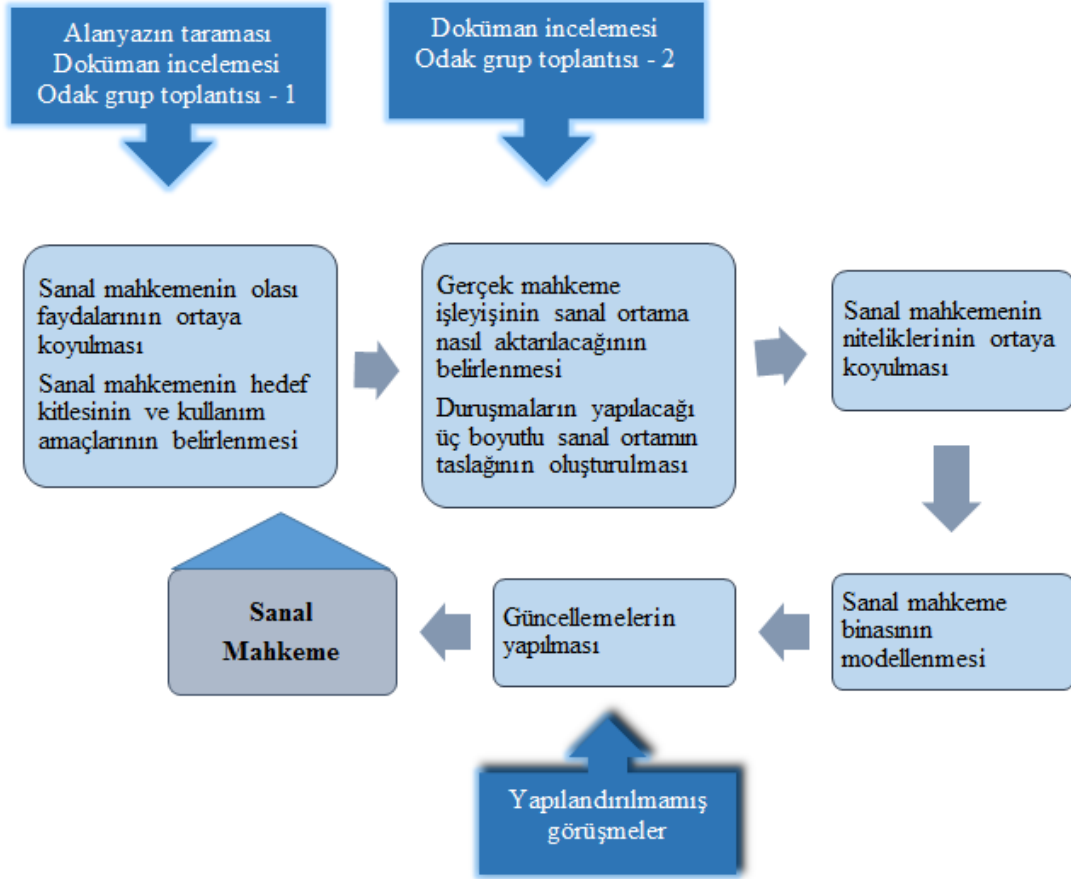 Alanyazın taraması
Doküman incelemesi
Odak grup toplantısı - 1
Doküman incelemesi
Odak grup toplantısı - 2
Sanal mahkemenin olası
faydalarının ortaya
koyulması
Sanal mahkemenin hedef
kitlesinin ve kullanım
amaçlarının belirlenmesi
Gerçek mahkeme
işleyişinin sanal ortama
nasıl aktarılacağının
belirlenmesi
Duruşmaların yapılacağı
üç boyutlu sanal ortamın
taslağının oluşturulması
Sanal mahkemenin
niteliklerinin ortaya
koyulması
Sanal mahkeme
binasının
modellenmesi
Güncellemelerin
yapılması
Sanal
Mahkeme
Yapılandırılmamış
görüşmeler